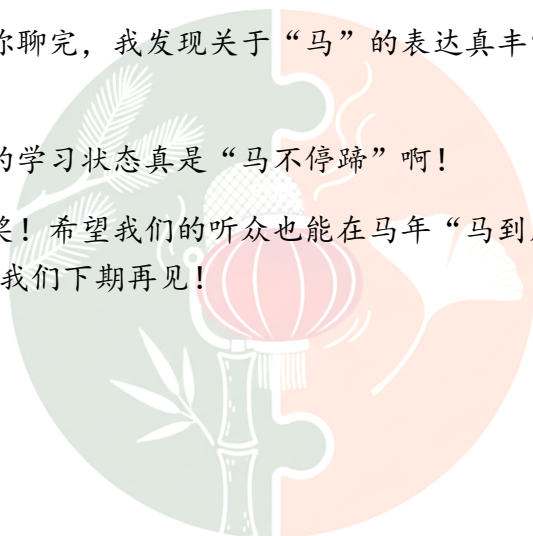 你聊完，我发现关于“马”的表达真丰
的学习状态真是“马不停蹄”啊！
奖！希望我们的听众也能在马年“马到
我们下期再见！